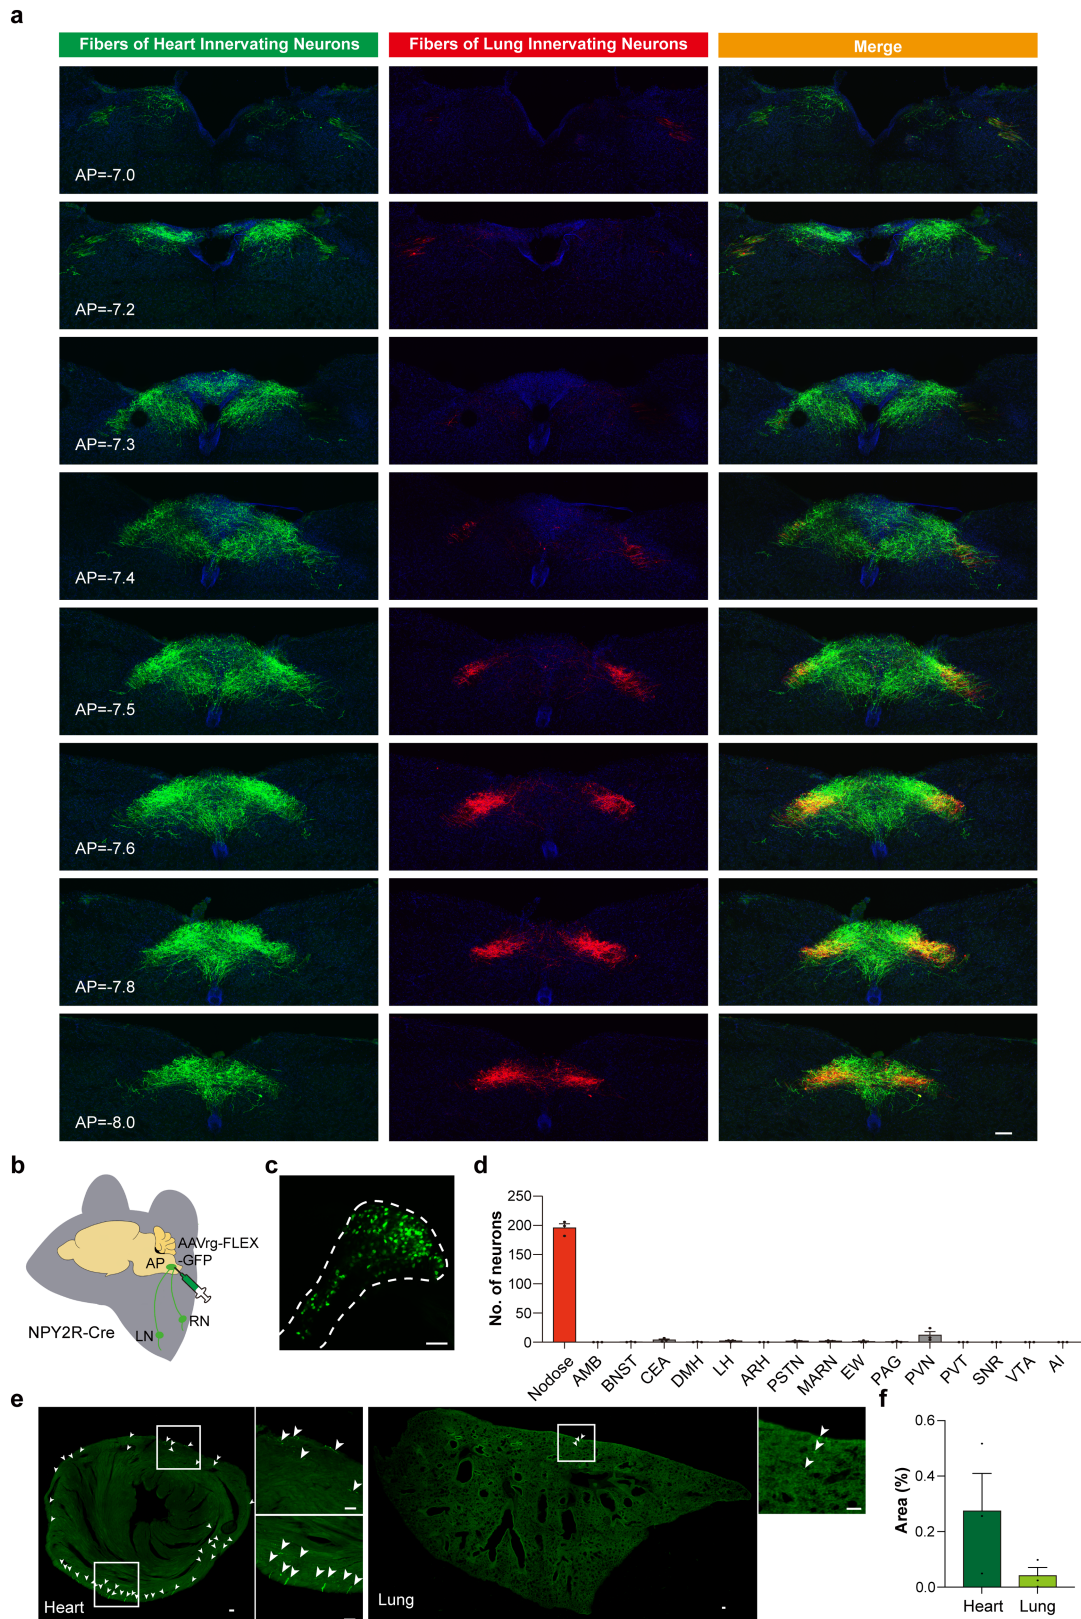 a
Fibers of Heart Innervating Neurons
Fibers of Lung Innervating Neurons
Merge
AP=-7.0
AP=-7.2
AP=-7.3
AP=-7.4
AP=-7.5
AP=-7.6
AP=-7.8
AP=-8.0
b
AAVrg-FLEX
-GFP
AP
RN
LN
NPY2R-Cre
c
d
No. of neurons
250
200
150
100
50
0
Nodose
AMB
BNST
CEA
DMH
LH
ARH
PSTN
MARN
EW
PAG
PVN
PVT
SNR
VTA
AI
e
Heart
Lung
f
Area (%)
0.6
0.4
0.2
0.0
Heart
Lung